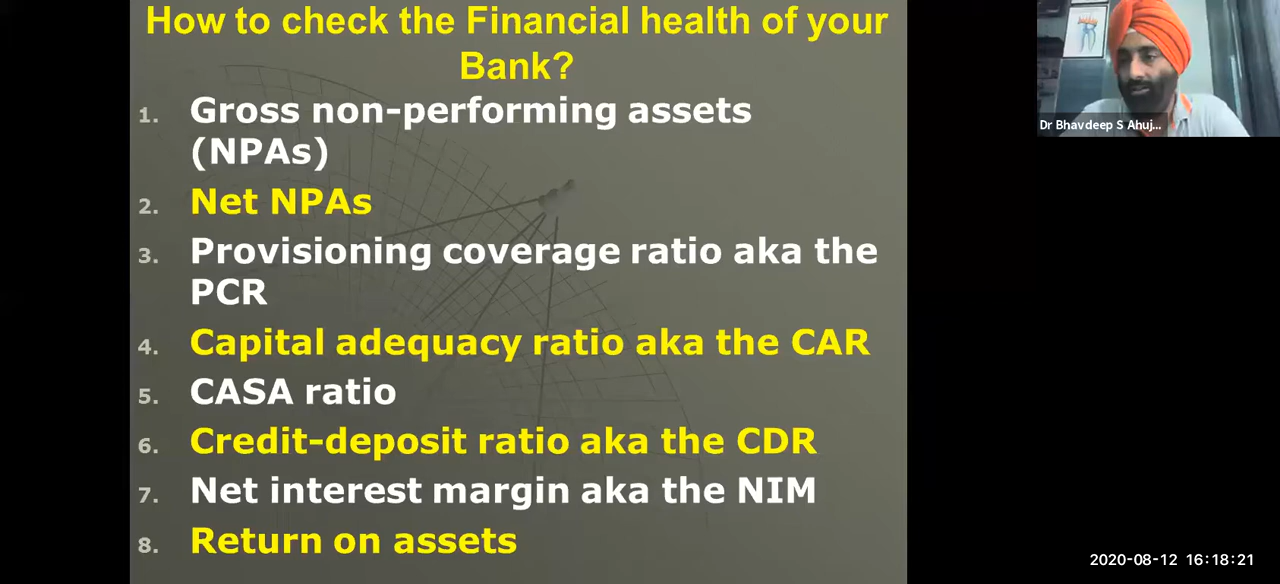 How to check the Financial health of your
Bank?
1. Gross non-performing assets
(NPAs)
2. Net NPAs
3. Provisioning coverage ratio aka the
PCR
4. Capital adequacy ratio aka the CAR
5. CASA ratio
6. Credit-deposit ratio aka the CDR
7. Net interest margin aka the NIM
8. Return on assets
Dr Bhavdeep S Ahuj...
2020-08-12 16:18:21